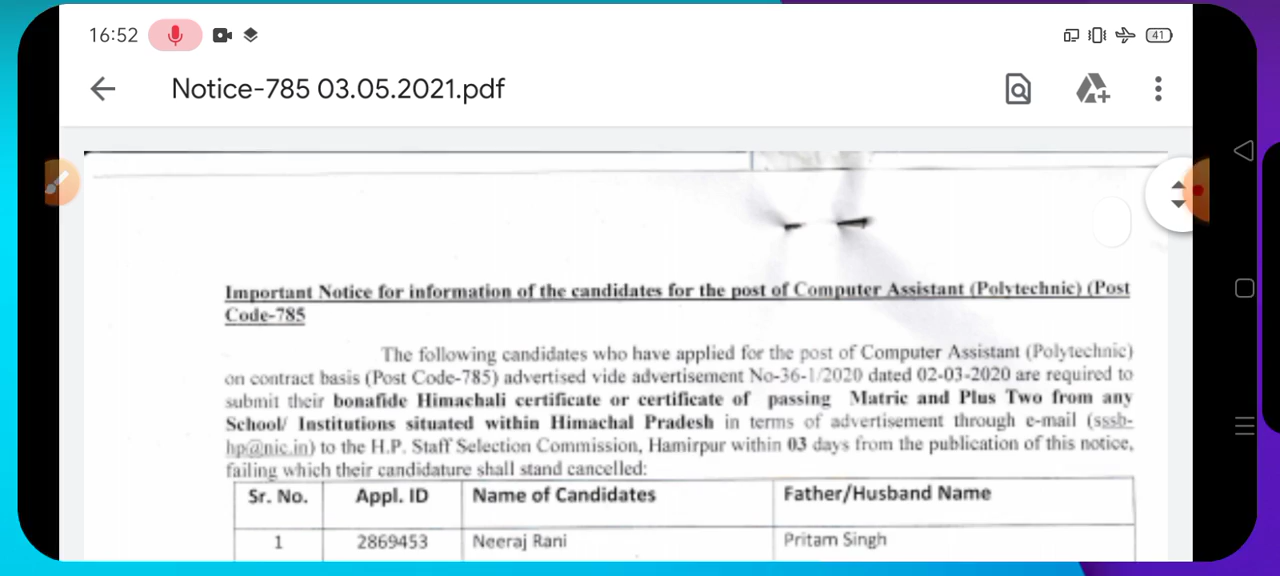 16:52
41
Notice-785 03.05.2021.pdf
Important Notice for information of the candidates for the post of Computer Assistant (Polytechnic) (Post
Code-785
The following candidates who have applied for the post of Computer Assistant (Polytechnic)
on contract basis (Post Code-785) advertised vide advertisement No-36-1/2020 dated 02-03-2020 are required to
submit their bonafide Himachali certificate or certificate of passing Matric and Plus Two from any
School/ Institutions situated within Himachal Pradesh in terms of advertisement through e-mail (sssb-
hp@nic.in) to the H.P. Staff Selection Commission, Hamirpur within 03 days from the publication of this notice,
failing which their candidature shall stand cancelled:
Sr. No. Appl. ID Name of Candidates Father/Husband Name
1 2869453 Neeraj Rani Pritam Singh